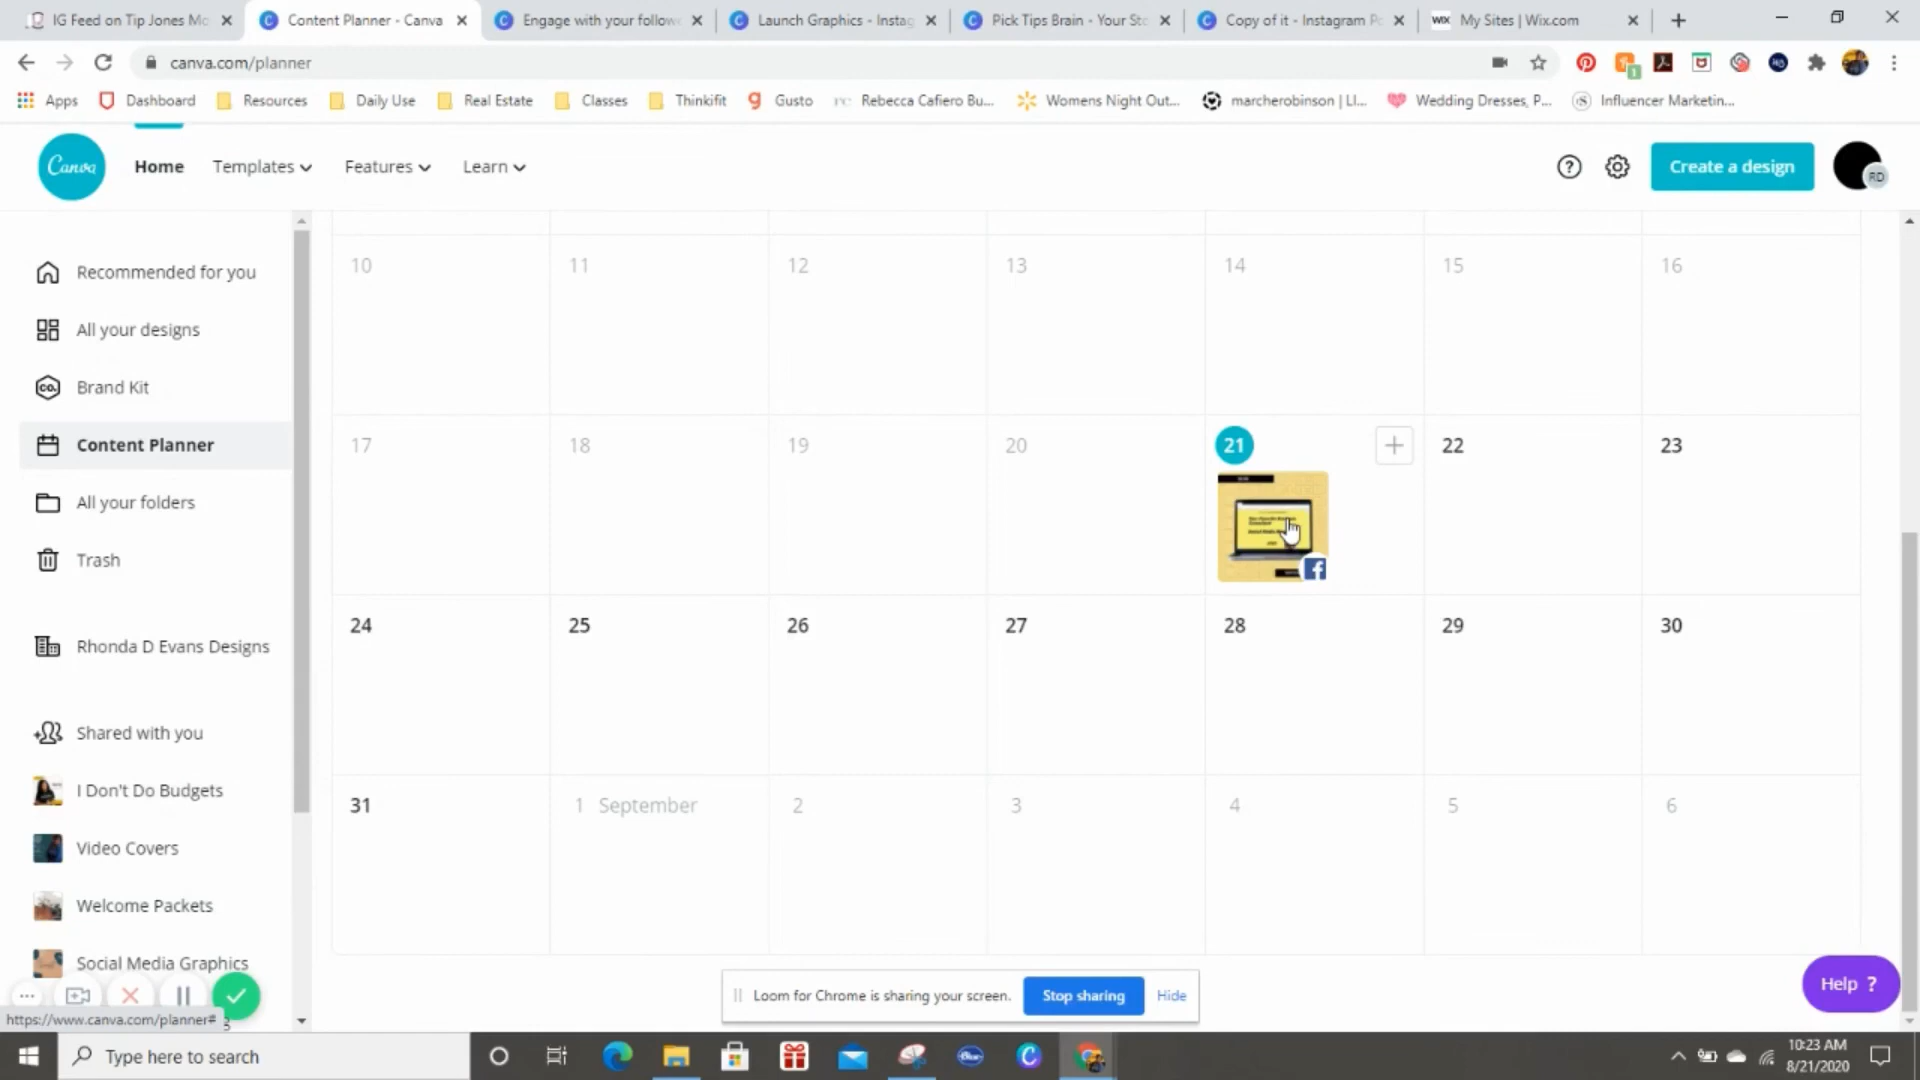 IG Feed on Tip Jones Mo
Content Planner - Canva
Engage with your follow
Launch Graphics - Instag
Pick Tips Brain - Your Sto
Copy of it - Instagram Po
WIX My Sites | Wix.com
canva.com/planner
Apps
Dashboard
Resources
Daily Use
Real Estate
Classes
Thinkifit
Gusto
Rebecca Cafiero Bu...
Womens Night Out...
marcherobinson | LI...
Wedding Dresses, P...
Influencer Marketin...
Canva
Home
Templates
Features
Learn
Create a design
RD
Recommended for you
All your designs
Brand Kit
Content Planner
All your folders
Trash
Rhonda D Evans Designs
Shared with you
I Don't Do Budgets
Video Covers
Welcome Packets
Social Media Graphics
https://www.canva.com/planner#
10 11 12 13 14 15 16
17 18 19 20 21 22 23
24 25 26 27 28 29 30
31 1 September 2 3 4 5 6
Loom for Chrome is sharing your screen.
Stop sharing
Hide
Help ?
Type here to search
10:23 AM
8/21/2020